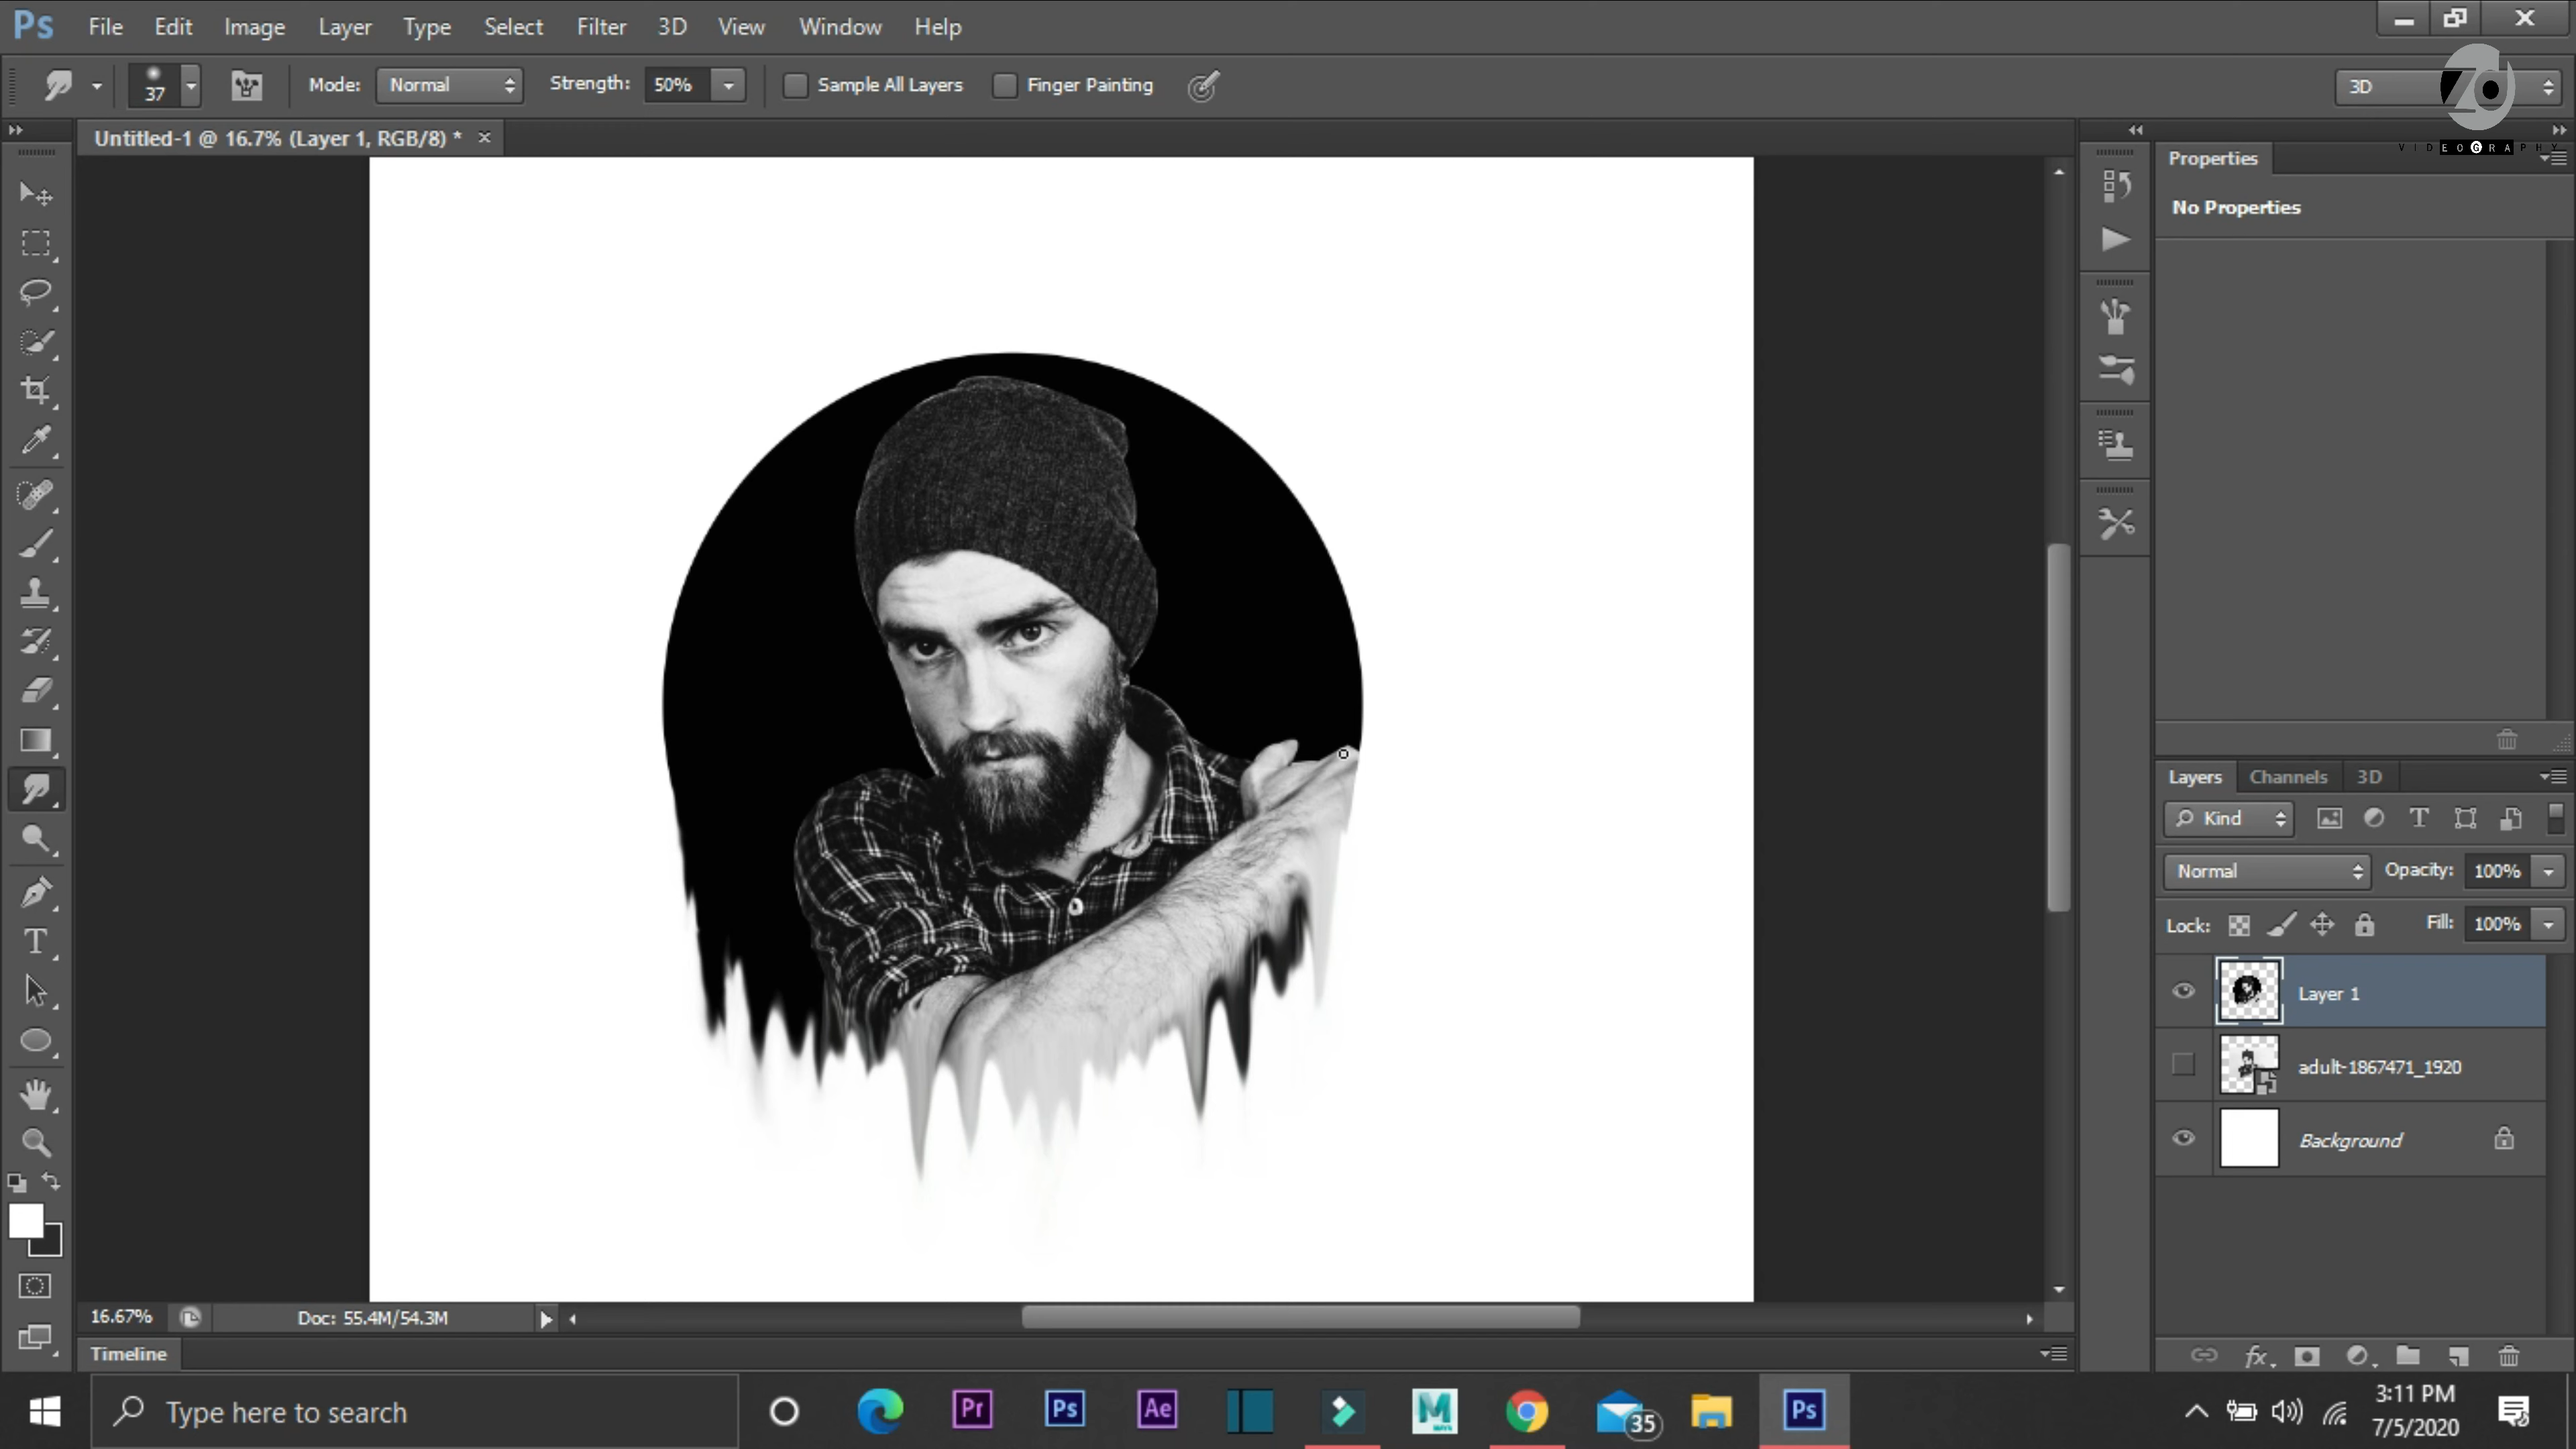 Ps File Edit Image Layer Type Select Filter 3D View Window Help
37 Mode: Normal Strength: 50% Sample All Layers Finger Painting 3D
VIDEOGRAPHY
Untitled-1 @ 16.7% (Layer 1, RGB/8) *
Properties
No Properties
Layers Channels 3D
Kind
Normal Opacity: 100%
Lock: Fill: 100%
Layer 1
adult-1867471_1920
Background
fx
T
16.67% Doc: 55.4M/54.3M
Timeline
Type here to search
Pr Ps Ae M 35 Ps
3:11 PM
7/5/2020